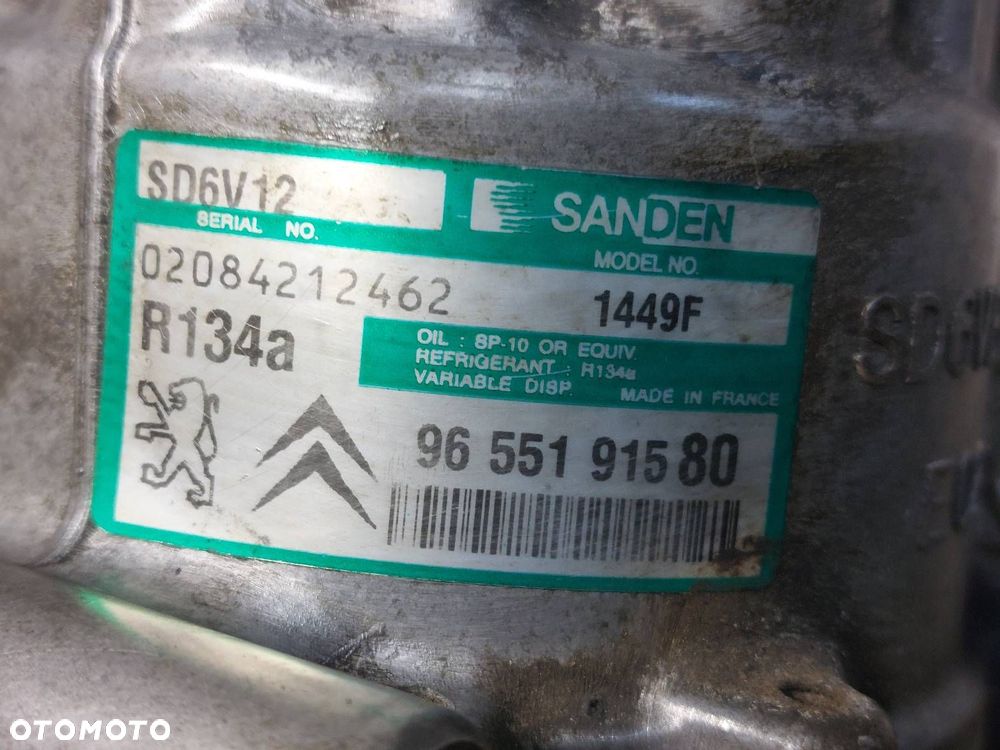 SD6V12
SANDEN
SERIAL NO.
MODEL NO.
02084212462
1449F
R134a
OIL : SP-10 OR EQUIV.
REFRIGERANT : R134a
VARIABLE DISP.
MADE IN FRANCE
96 551 915 80
OTOMOTO